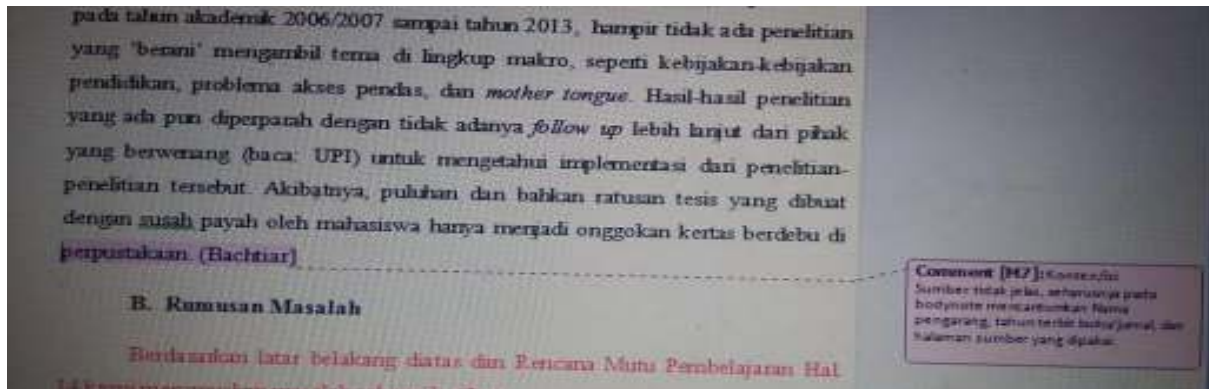 pada tahun akademik 2006/2007 sampai tahun 2013, hampir tidak ada penelitian
yang "berani" mengambil tema di lingkup makro, seperti kebijakan-kebijakan
pendidikan, problema akses pendas, dan mother tongue. Hasil-hasil penelitian
yang ada pun diperparah dengan tidak adanya follow up lebih lanjut dari pihak
yang berwenang (baca: UPI) untuk mengetahui implementasi dari penelitian-
penelitian tersebut. Akibatnya, puluhan dan bahkan ratusan tesis yang dibuat
dengan susah payah oleh mahasiswa hanya menjadi onggokan kertas berdebu di
perpustakaan. (Bachtiar)
Comment [M7]:
Sumber tidak jelas, seharusnya pada
bodynote mencantumkan Nama
pengarang, tahun terbit buku/jurnal, dan
halaman sumber yang dipakai.
B. Rumusan Masalah
Berdasarkan latar belakang diatas dan Rencana Mutu Pembelajaran Hal.